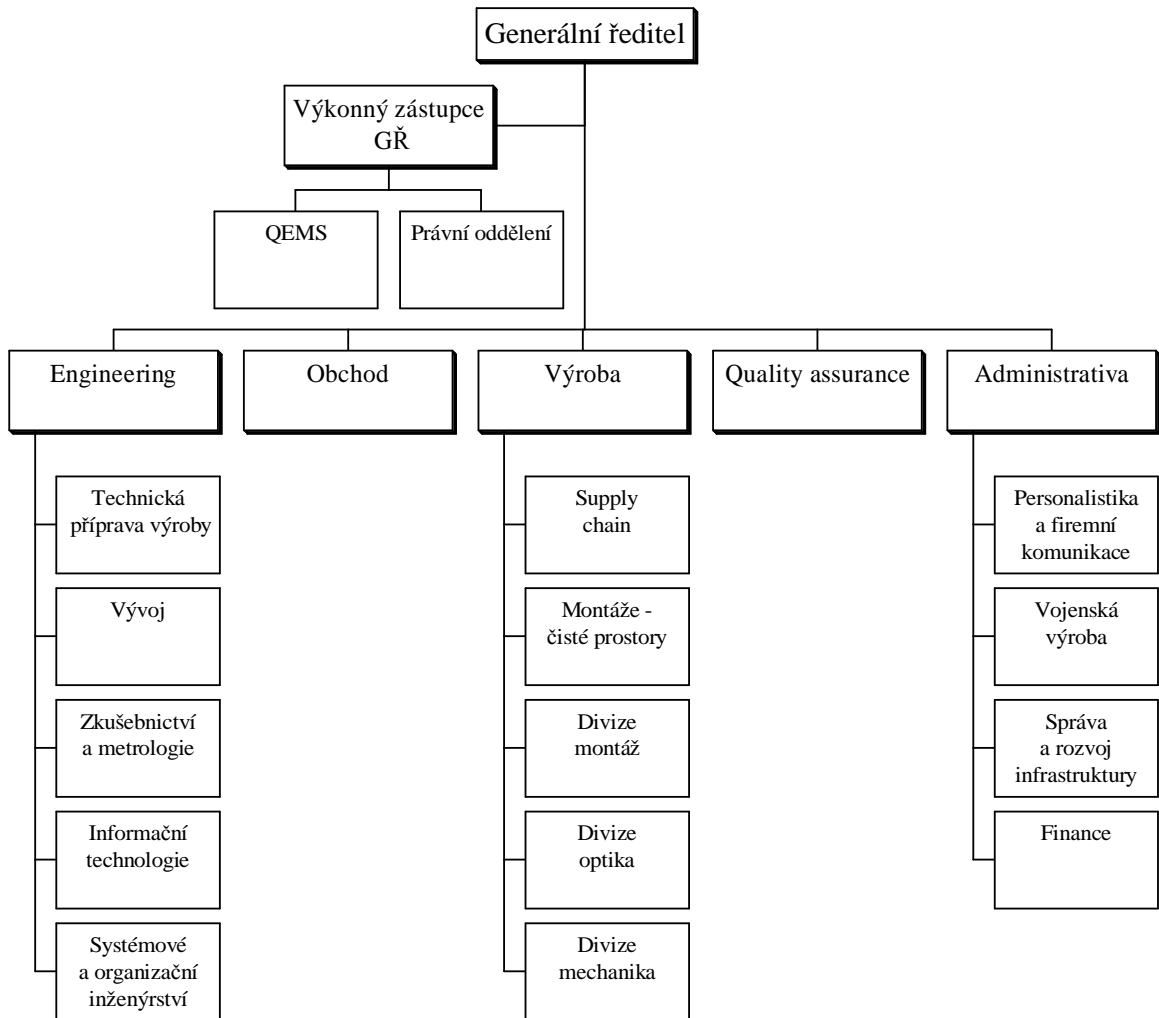 Generální ředitel
Výkonný zástupce
GŘ
QEMS
Právní oddělení
Engineering
Obchod
Výroba
Quality assurance
Administrativa
Technická
příprava výroby
Vývoj
Zkušebnictví
a metrologie
Informační
technologie
Systémové
a organizační
inženýrství
Supply
chain
Montáže -
čisté prostory
Divize
montáž
Divize
optika
Divize
mechanika
Personalistika
a firemní
komunikace
Vojenská
výroba
Správa
a rozvoj
infrastruktury
Finance